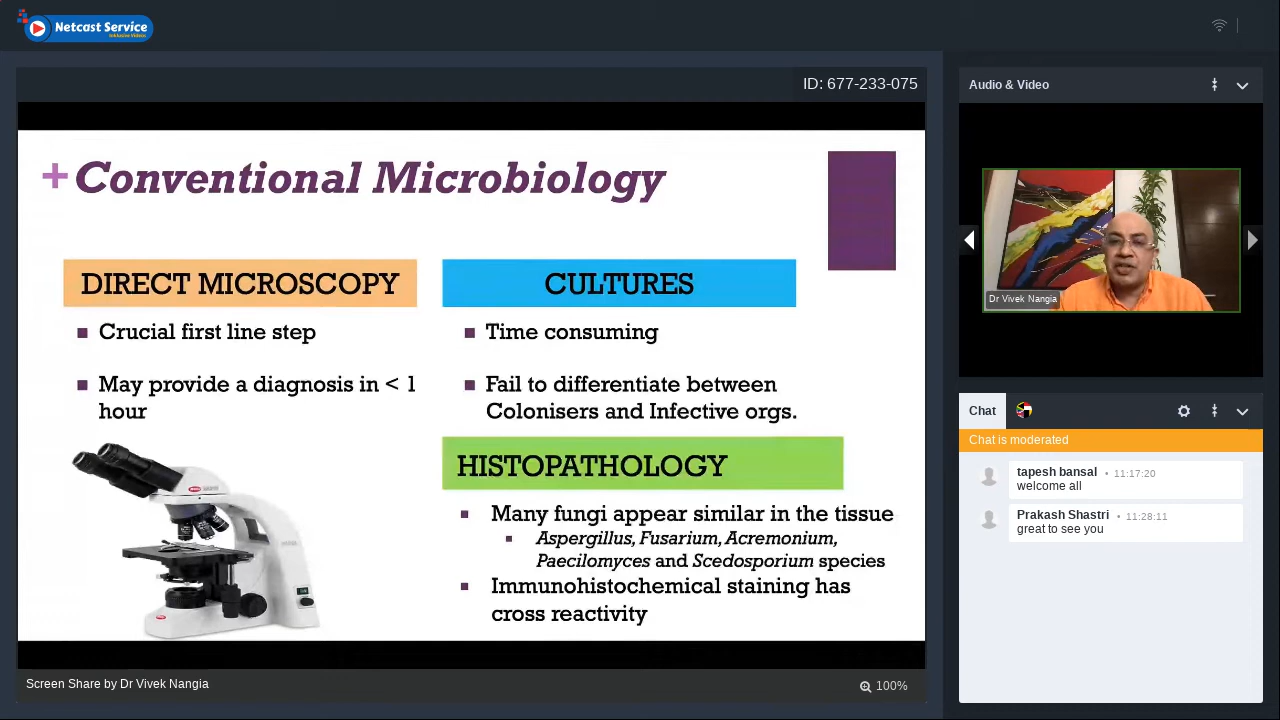 Netcast Service
Inklusive Videos
ID: 677-233-075
+ Conventional Microbiology
DIRECT MICROSCOPY
Crucial first line step
May provide a diagnosis in < 1
hour
CULTURES
Time consuming
Fail to differentiate between
Colonisers and Infective orgs.
HISTOPATHOLOGY
Many fungi appear similar in the tissue
Aspergillus, Fusarium, Acremonium,
Paecilomyces and Scedosporium species
Immunohistochemical staining has
cross reactivity
Screen Share by Dr Vivek Nangia
100%
Audio & Video
Dr Vivek Nangia
Chat
Chat is moderated
tapesh bansal • 11:17:20
welcome all
Prakash Shastri • 11:28:11
great to see you